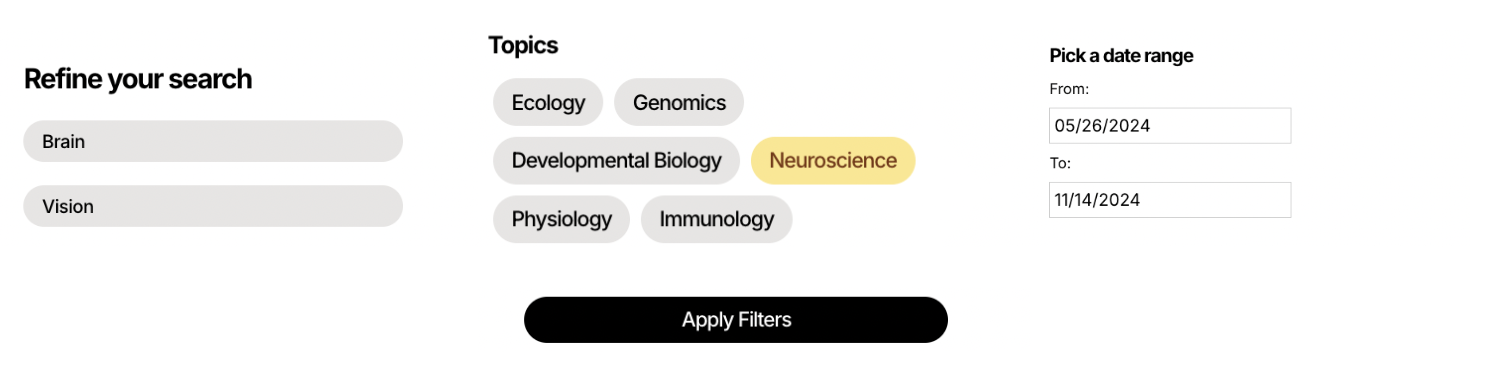 Refine your search
Brain
Vision
Topics
Ecology Genomics
Developmental Biology Neuroscience
Physiology Immunology
Pick a date range
From:
05/26/2024
To:
11/14/2024
Apply Filters